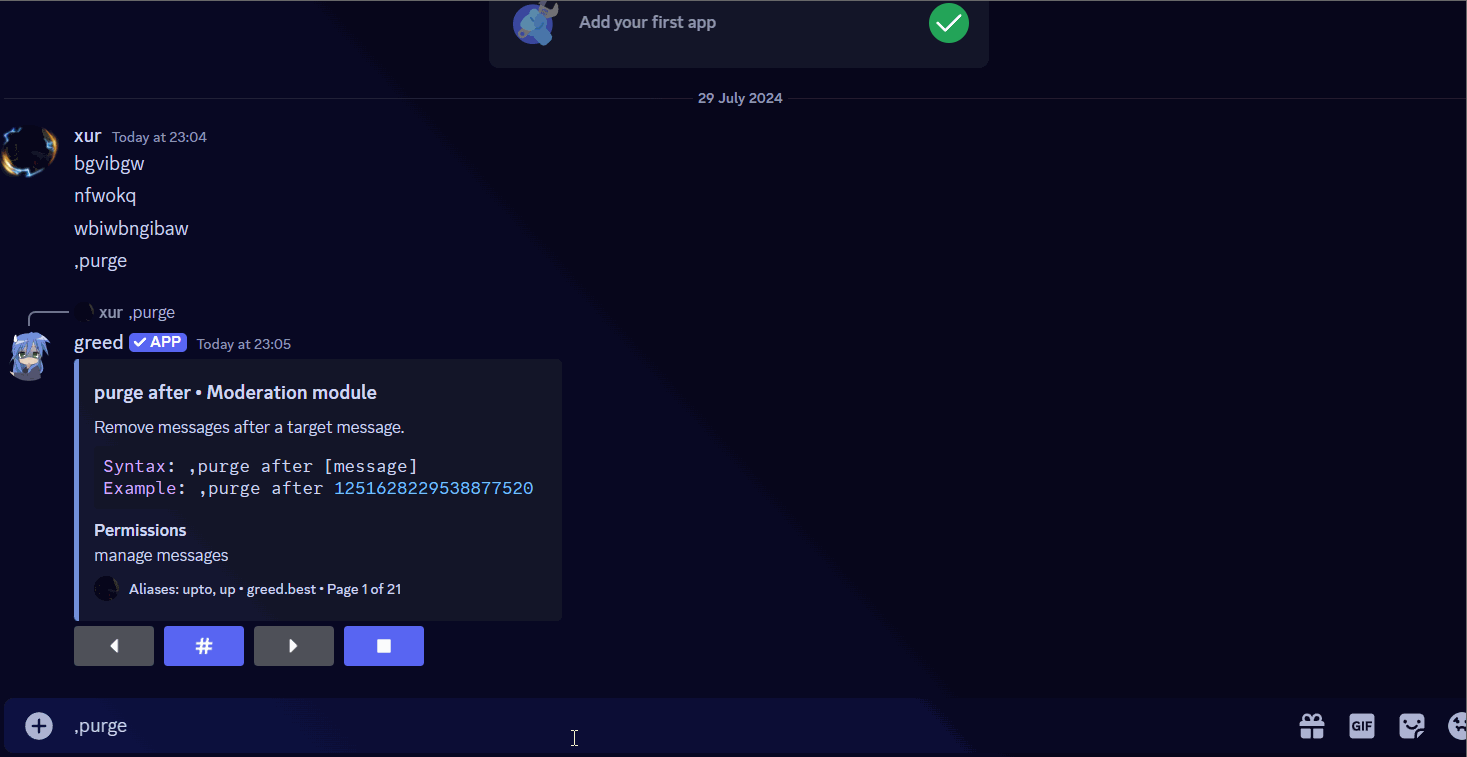 Add your first app
29 July 2024
xur Today at 23:04
bgvibgw
nfwokq
wbiwbngibaw
,purge
xur ,purge
greed APP Today at 23:05
purge after • Moderation module
Remove messages after a target message.
Syntax: ,purge after [message]
Example: ,purge after 1251628229538877520
Permissions
manage messages
Aliases: upto, up • greed.best • Page 1 of 21
#
,purge
GIF